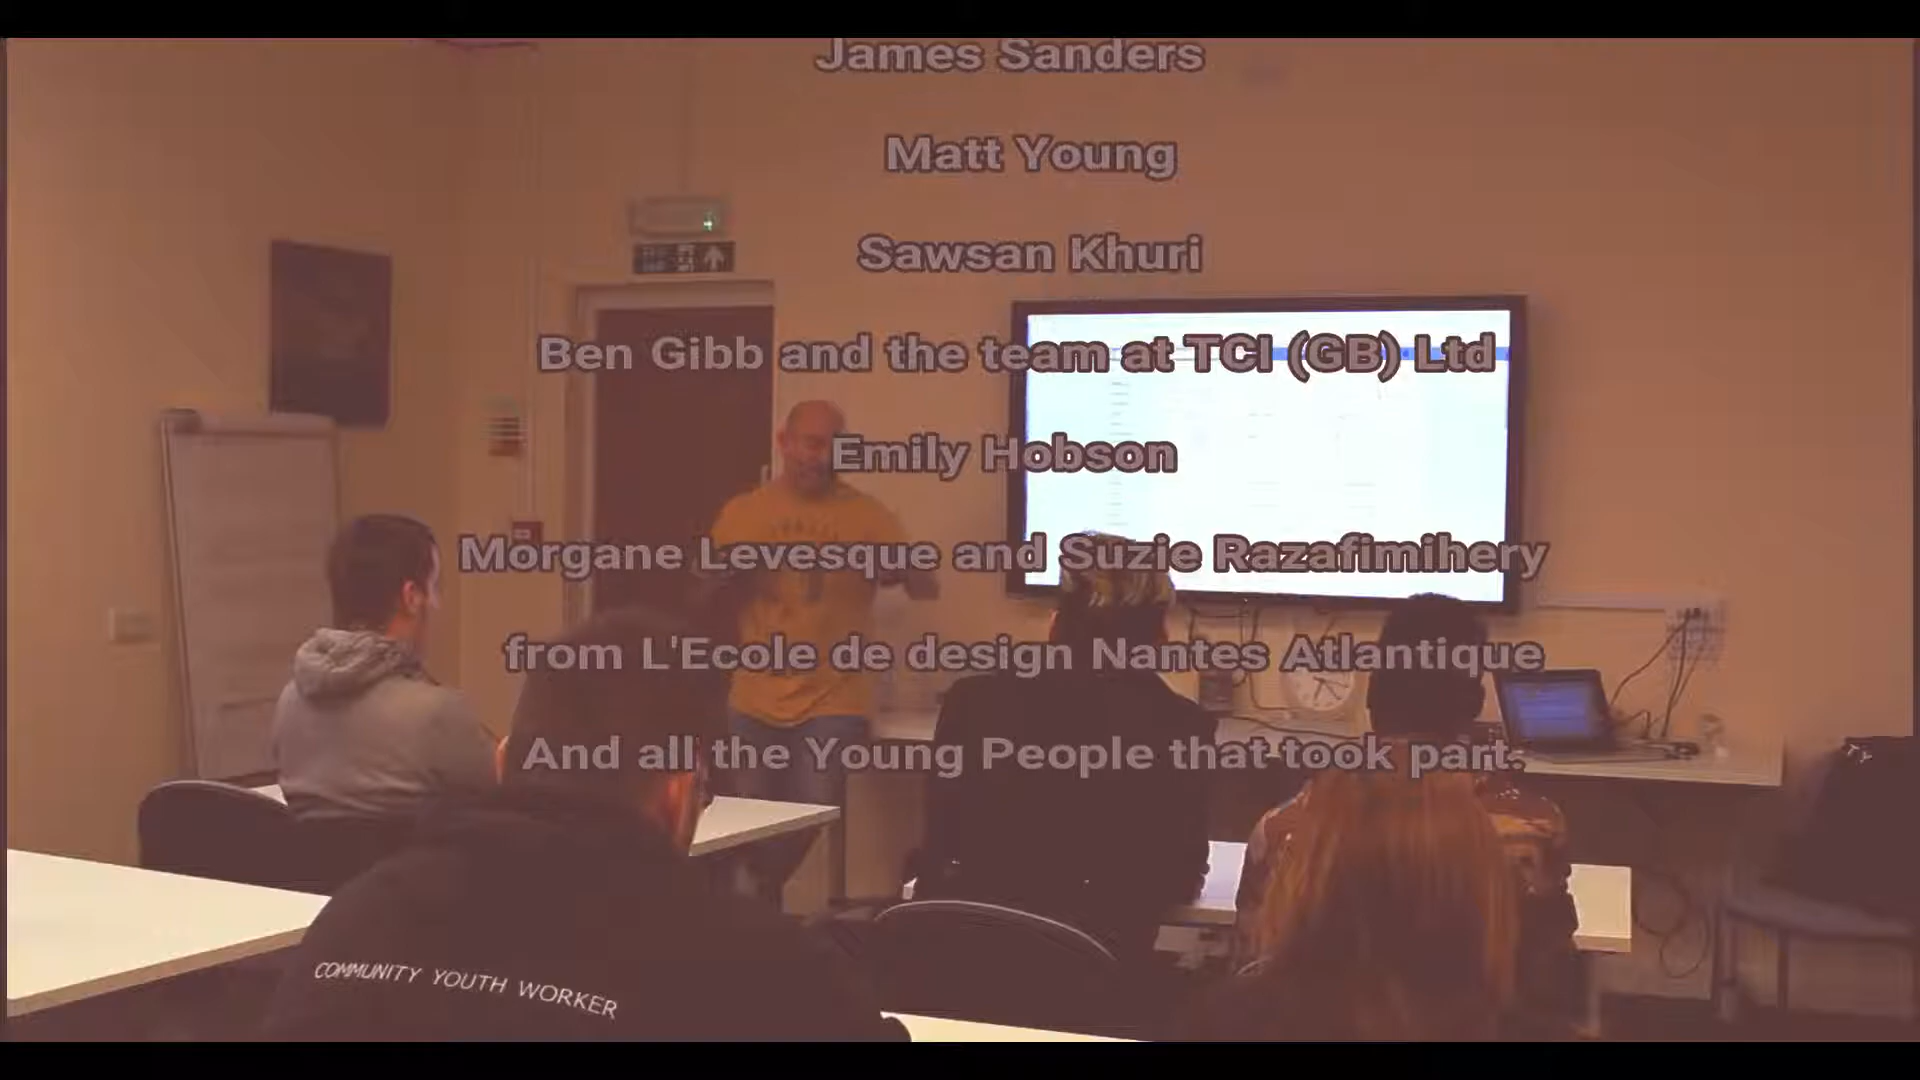 James Sanders
Matt Young
Sawsan Khuri
Ben Gibb and the team at TCI (GB) Ltd
Emily Hobson
Morgane Levesque and Suzie Razafimihery
from L'Ecole de design Nantes Atlantique
And all the Young People that took part.
COMMUNITY YOUTH WORKER